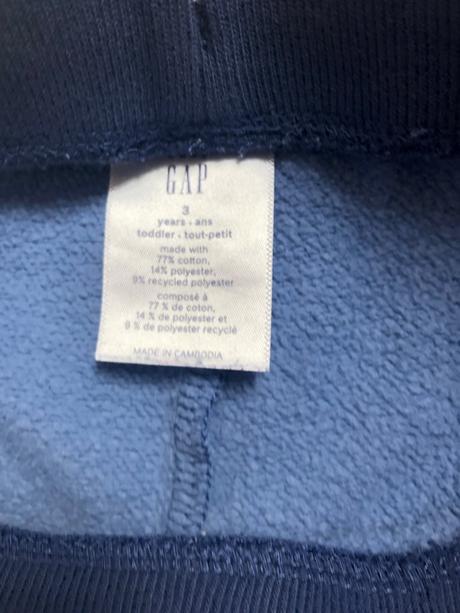 GAP
3
years • ans
toddler • tout-petit
made with
77% cotton,
14% polyester,
9% recycled polyester
composé à
77 % de coton,
14 % de polyester et
9 % de polyester recyclé
MADE IN CAMBODIA